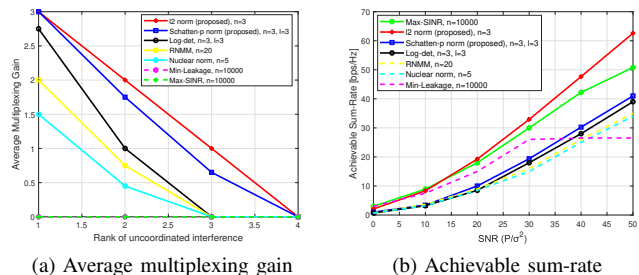 3
2.5
2
1.5
1
0.5
0
Average Multiplexing Gain
l2 norm (proposed), n=3
Schatten-p norm (proposed), n=3, l=3
Log-det, n=3, l=3
RNMM, n=20
Nuclear norm, n=5
Min-Leakage, n=10000
Max-SINR, n=10000
1 1.5 2 2.5 3 3.5 4
Rank of uncoordinated interference
(a) Average multiplexing gain
70
60
50
40
30
20
10
0
Achievable Sum-Rate [bps/Hz]
Max-SINR, n=10000
l2 norm (proposed), n=3
Schatten-p norm (proposed), n=3, l=3
Log-det, n=3, l=3
RNMM, n=20
Nuclear norm, n=5
Min-Leakage, n=10000
0 10 20 30 40 50
SNR (P/σ²)
(b) Achievable sum-rate